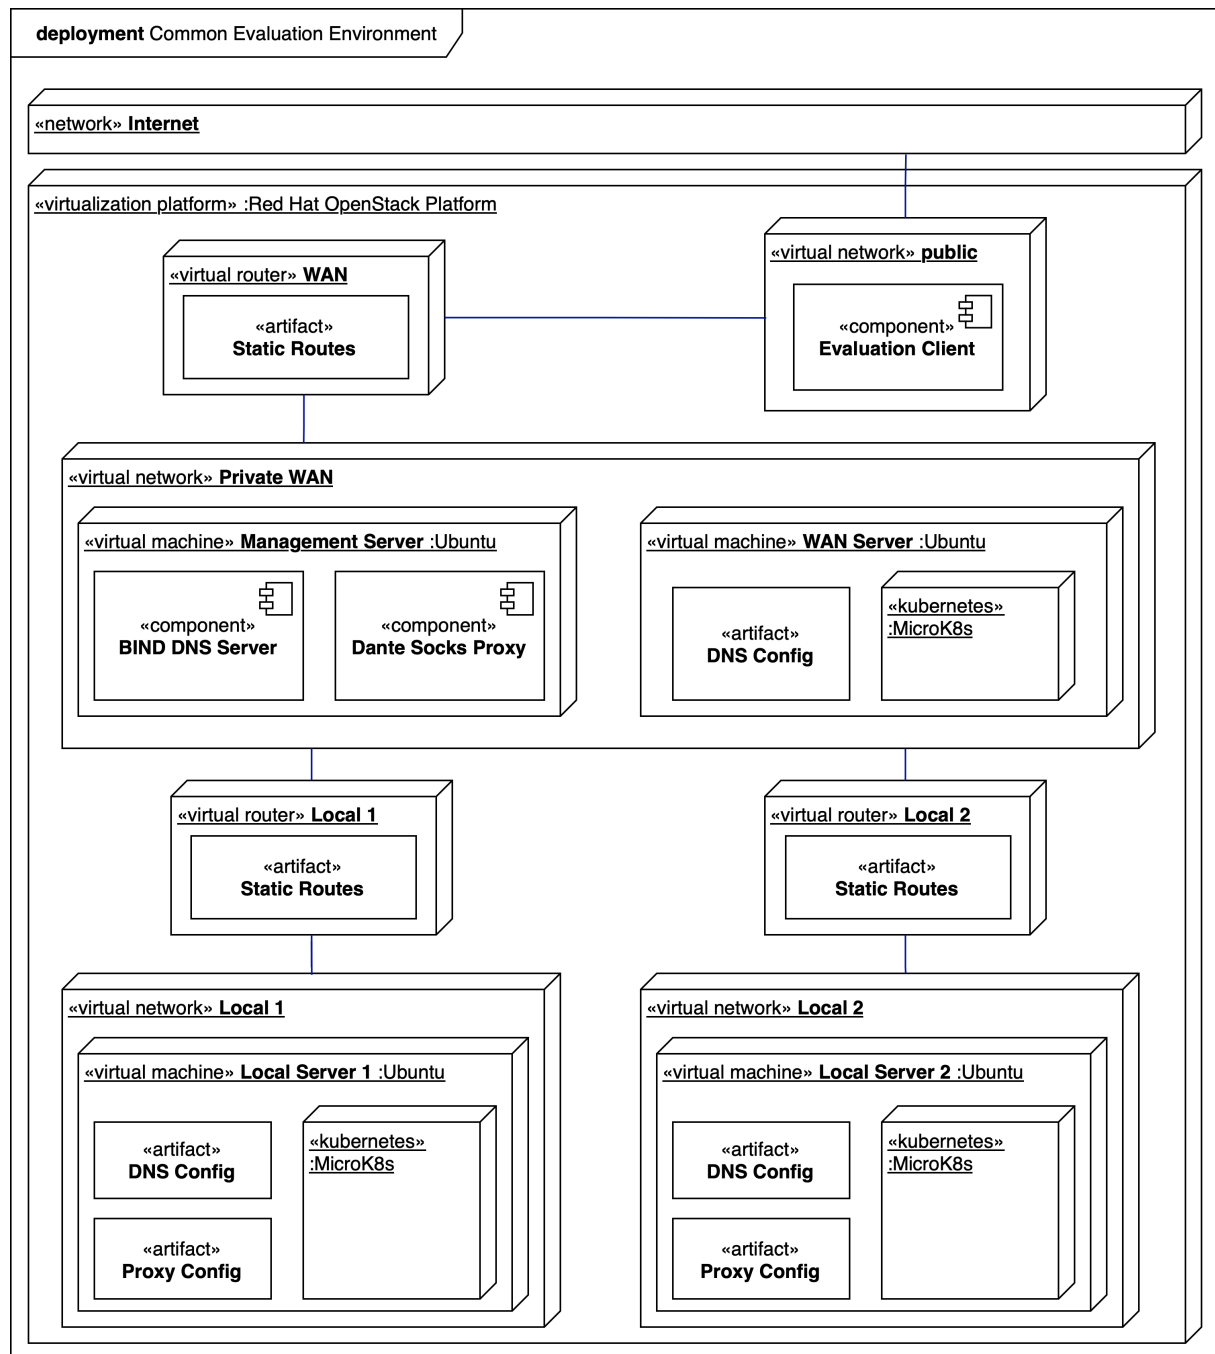 deployment Common Evaluation Environment
«network» Internet
«virtualization platform» :Red Hat OpenStack Platform
«virtual router» WAN
«artifact»
Static Routes
«virtual network» public
«component»
Evaluation Client
«virtual network» Private WAN
«virtual machine» Management Server :Ubuntu
«component»
BIND DNS Server
«component»
Dante Socks Proxy
«virtual machine» WAN Server :Ubuntu
«artifact»
DNS Config
«kubernetes»
:MicroK8s
«virtual router» Local 1
«artifact»
Static Routes
«virtual router» Local 2
«artifact»
Static Routes
«virtual network» Local 1
«virtual machine» Local Server 1 :Ubuntu
«artifact»
DNS Config
«artifact»
Proxy Config
«kubernetes»
:MicroK8s
«virtual network» Local 2
«virtual machine» Local Server 2 :Ubuntu
«artifact»
DNS Config
«artifact»
Proxy Config
«kubernetes»
:MicroK8s